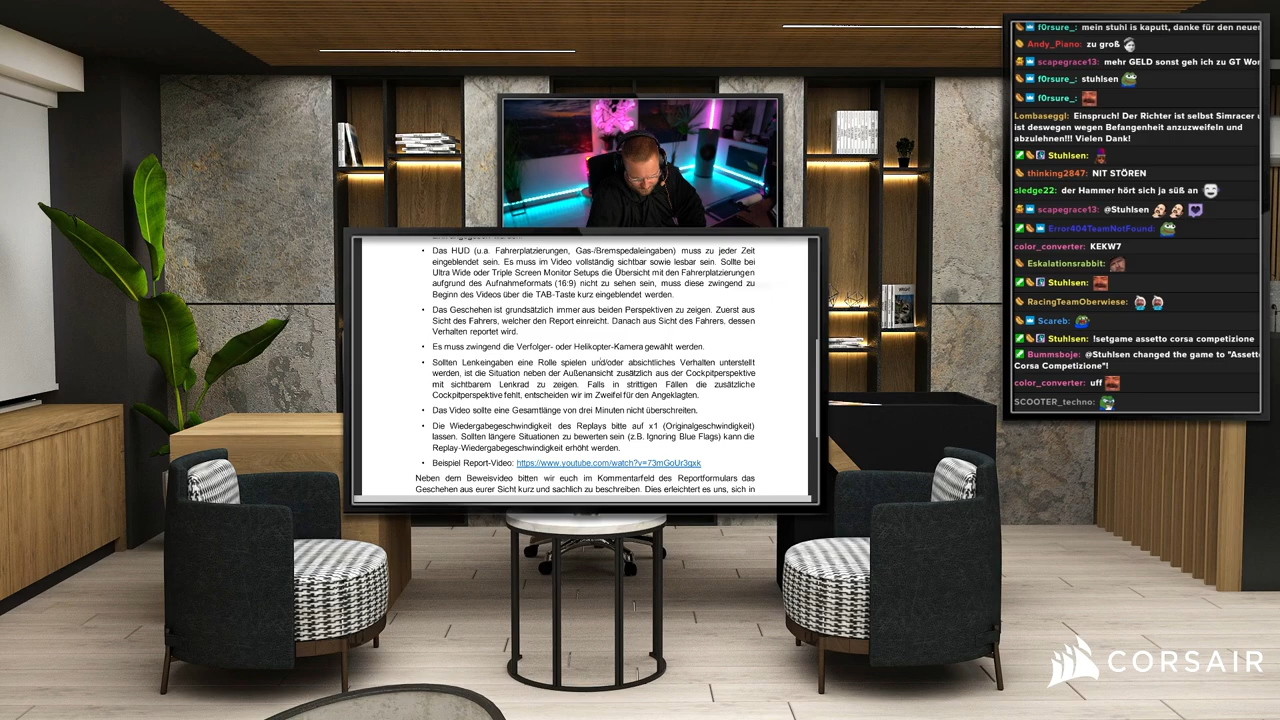 Das HUD (u.a. Fahrerplatzierungen, Gas-/Bremspedaleingaben) muss zu jeder Zeit
eingeblendet sein. Es muss im Video vollständig sichtbar sowie lesbar sein. Sollte bei
Ultra Wide oder Triple Screen Monitor Setups die Übersicht mit den Fahrerplatzierungen
aufgrund des Aufnahmeformats (16:9) nicht zu sehen sein, muss diese zwingend zu
Beginn des Videos über die TAB-Taste kurz eingeblendet werden.
Das Geschehen ist grundsätzlich immer aus beiden Perspektiven zu zeigen. Zuerst aus
Sicht des Fahrers, welcher den Report einreicht. Danach aus Sicht des Fahrers, dessen
Verhalten reportet wird.
Es muss zwingend die Verfolger- oder Helikopter-Kamera gewählt werden.
Sollten Lenkeingaben eine Rolle spielen und/oder absichtliches Verhalten unterstellt
werden, ist die Situation neben der Außenansicht zusätzlich aus der Cockpitperspektive
mit sichtbarem Lenkrad zu zeigen. Falls in strittigen Fällen die zusätzliche
Cockpitperspektive fehlt, entscheiden wir im Zweifel für den Angeklagten.
Das Video sollte eine Gesamtlänge von drei Minuten nicht überschreiten.
Die Wiedergabegeschwindigkeit des Replays bitte auf x1 (Originalgeschwindigkeit)
lassen. Sollten längere Situationen zu bewerten sein (z.B. Ignoring Blue Flags) kann die
Replay-Wiedergabegeschwindigkeit erhöht werden.
Beispiel Report-Video: https://www.youtube.com/watch?v=73mGoUr3gxk
Neben dem Beweisvideo bitten wir euch im Kommentarfeld des Reportformulars das
Geschehen aus eurer Sicht kurz und sachlich zu beschreiben. Dies erleichtert es uns, sich in
f0rsure_: mein stuhl is kaputt, danke für den neuen
Andy_Piano: zu groß
scapegrace13: mehr GELD sonst geh ich zu GT Wor
f0rsure_: stuhlsen
f0rsure_:
Lombaseggl: Einspruch! Der Richter ist selbst Simracer u
ist deswegen wegen Befangenheit anzuzweifeln und
abzulehnen!!! Vielen Dank!
Stuhlsen:
thinking2847: NIT STÖREN
sledge22: der Hammer hört sich ja süß an
scapegrace13: @Stuhlsen
Error404TeamNotFound:
color_converter: KEKW7
Eskalationsrabbit:
Stuhlsen:
RacingTeamOberwiese:
Scareb:
Stuhlsen: !setgame assetto corsa competizione
Bummsboje: @Stuhlsen changed the game to "Assetto
Corsa Competizione"!
color_converter: uff
SCOOTER_techno:
CORSAIR